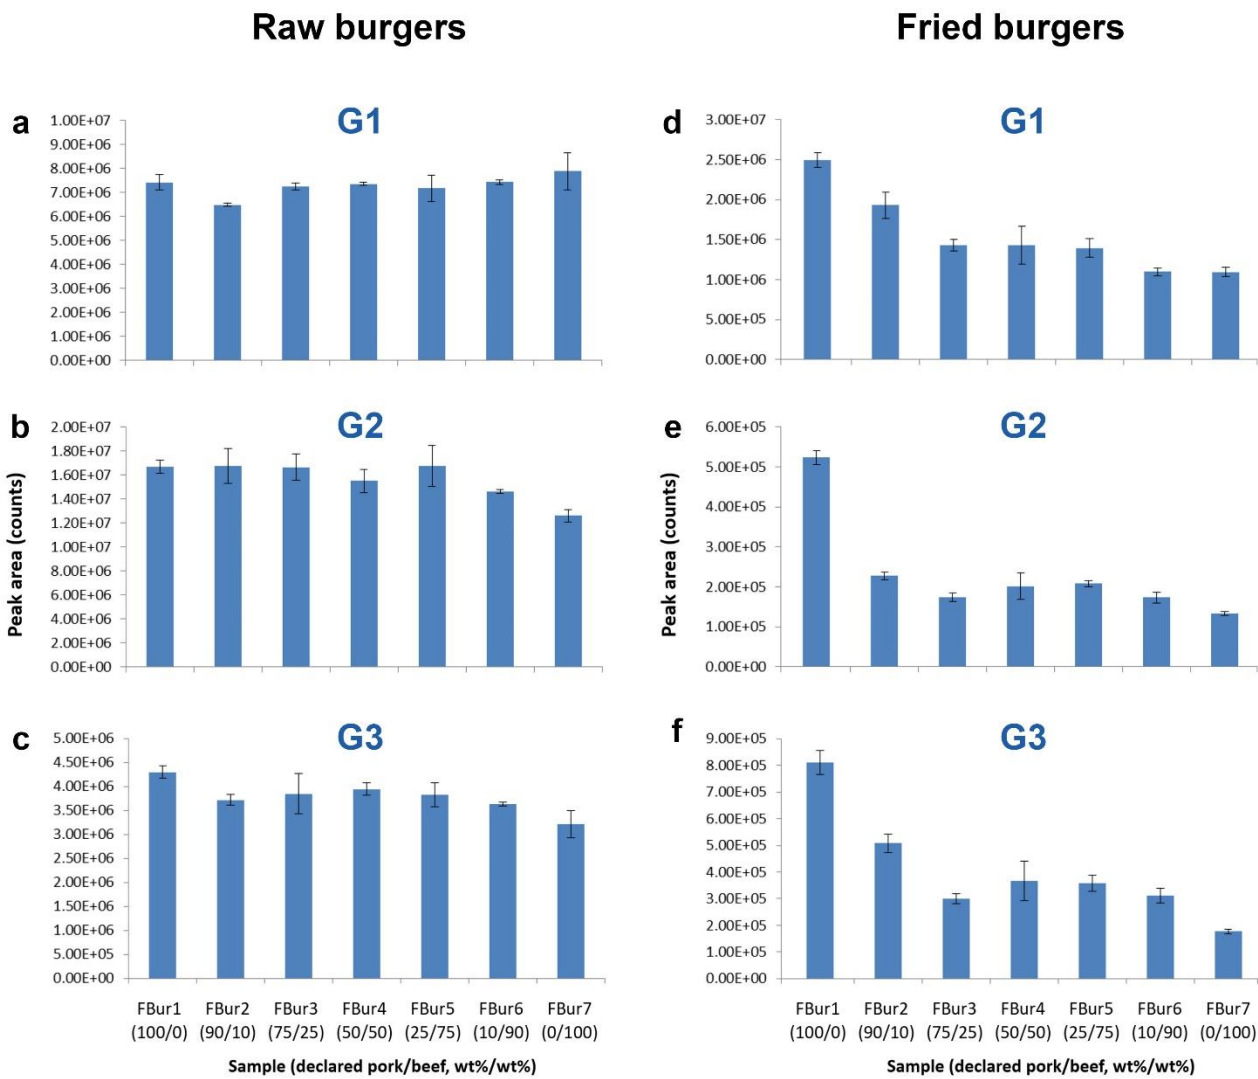 Raw burgers
Fried burgers
a
G1
1.00E+07
9.00E+06
8.00E+06
7.00E+06
6.00E+06
5.00E+06
4.00E+06
3.00E+06
2.00E+06
1.00E+06
0.00E+00
d
G1
3.00E+07
2.50E+06
2.00E+06
1.50E+06
1.00E+06
5.00E+05
0.00E+00
b
G2
2.00E+07
1.80E+07
1.60E+07
1.40E+07
1.20E+07
1.00E+07
8.00E+06
6.00E+06
4.00E+06
2.00E+06
0.00E+00
Peak area (counts)
e
G2
6.00E+05
5.00E+05
4.00E+05
3.00E+05
2.00E+05
1.00E+05
0.00E+00
Peak area (counts)
c
G3
5.00E+06
4.50E+06
4.00E+06
3.50E+06
3.00E+06
2.50E+06
2.00E+06
1.50E+06
1.00E+06
5.00E+05
0.00E+00
FBur1 FBur2 FBur3 FBur4 FBur5 FBur6 FBur7
(100/0) (90/10) (75/25) (50/50) (25/75) (10/90) (0/100)
Sample (declared pork/beef, wt%/wt%)
f
G3
9.00E+05
8.00E+05
7.00E+05
6.00E+05
5.00E+05
4.00E+05
3.00E+05
2.00E+05
1.00E+05
0.00E+00
FBur1 FBur2 FBur3 FBur4 FBur5 FBur6 FBur7
(100/0) (90/10) (75/25) (50/50) (25/75) (10/90) (0/100)
Sample (declared pork/beef, wt%/wt%)